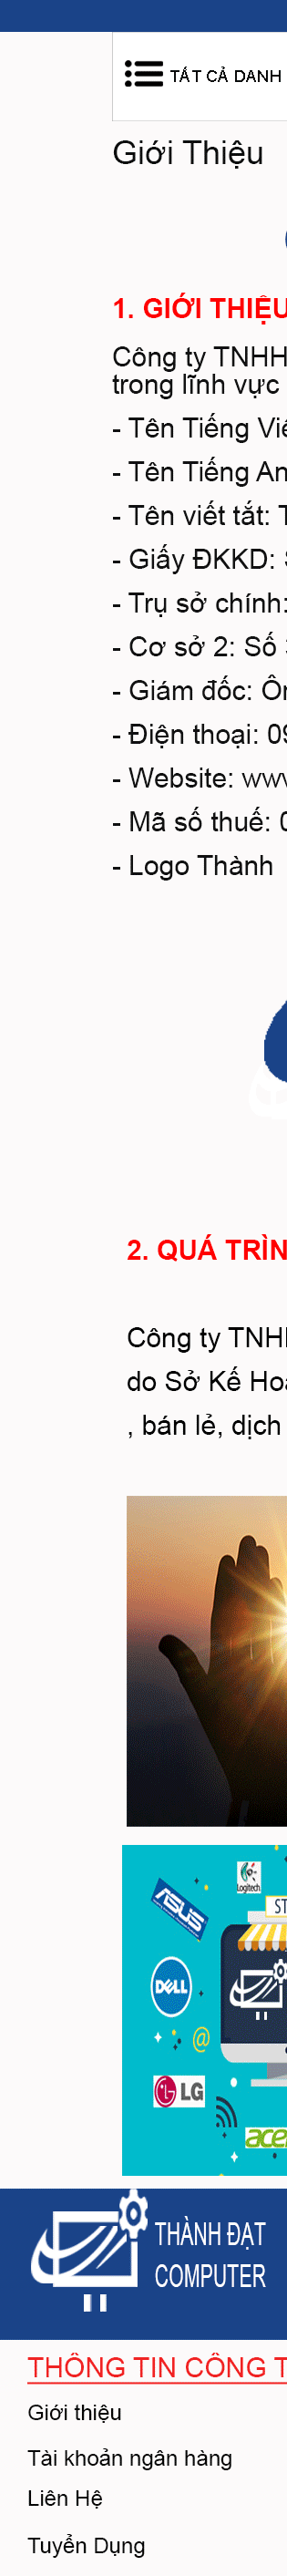 TẤT CẢ DANH
Giới Thiệu
1. GIỚI THIỆU
Công ty TNHH
trong lĩnh vực
- Tên Tiếng Việ
- Tên Tiếng An
- Tên viết tắt: T
- Giấy ĐKKD: S
- Trụ sở chính:
- Cơ sở 2: Số 3
- Giám đốc: Ôn
- Điện thoại: 09
- Website: www
- Mã số thuế: 0
- Logo Thành
2. QUÁ TRÌN
Công ty TNHH
do Sở Kế Hoạ
, bán lẻ, dịch
Logitech
ASUS
ST
DELL
@
LG
acer
THÀNH ĐẠT
COMPUTER
THÔNG TIN CÔNG T
Giới thiệu
Tài khoản ngân hàng
Liên Hệ
Tuyển Dụng